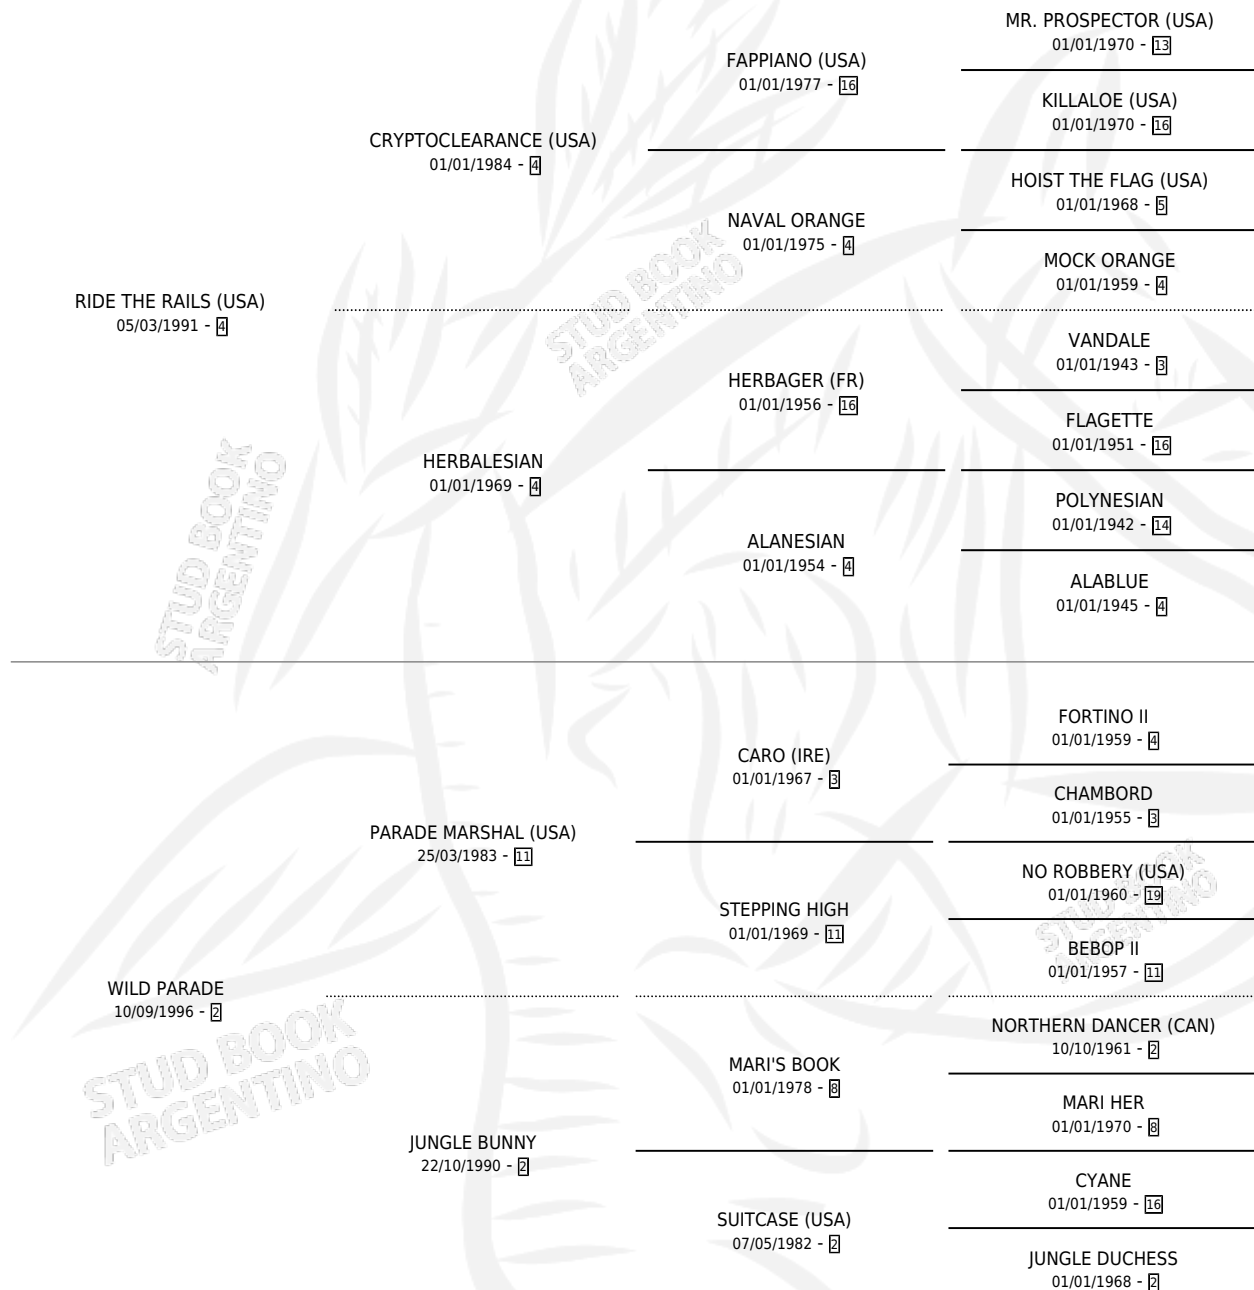 MR. PROSPECTOR (USA)
01/01/1970 - 13
FAPPIANO (USA)
01/01/1977 - 16
KILLALOE (USA)
01/01/1970 - 16
CRYPTOCLEARANCE (USA)
01/01/1984 - 4
HOIST THE FLAG (USA)
01/01/1968 - 5
NAVAL ORANGE
01/01/1975 - 4
MOCK ORANGE
01/01/1959 - 4
RIDE THE RAILS (USA)
05/03/1991 - 4
VANDALE
01/01/1943 - 3
HERBAGER (FR)
01/01/1956 - 16
FLAGETTE
01/01/1951 - 16
HERBALESIAN
01/01/1969 - 4
POLYNESIAN
01/01/1942 - 14
ALANESIAN
01/01/1954 - 4
ALABLUE
01/01/1945 - 4
STUD BOOK
ARGENTINO
STUD BOOK
ARGENTINO
FORTINO II
01/01/1959 - 4
CARO (IRE)
01/01/1967 - 3
CHAMBORD
01/01/1955 - 3
PARADE MARSHAL (USA)
25/03/1983 - 11
NO ROBBERY (USA)
01/01/1960 - 19
STEPPING HIGH
01/01/1969 - 11
BEBOP II
01/01/1957 - 11
WILD PARADE
10/09/1996 - 2
NORTHERN DANCER (CAN)
10/10/1961 - 2
MARI'S BOOK
01/01/1978 - 8
MARI HER
01/01/1970 - 8
JUNGLE BUNNY
22/10/1990 - 2
CYANE
01/01/1959 - 16
SUITCASE (USA)
07/05/1982 - 2
JUNGLE DUCHESS
01/01/1968 - 2
STUD BOOK
ARGENTINO
STUD BOOK
ARGENTINO